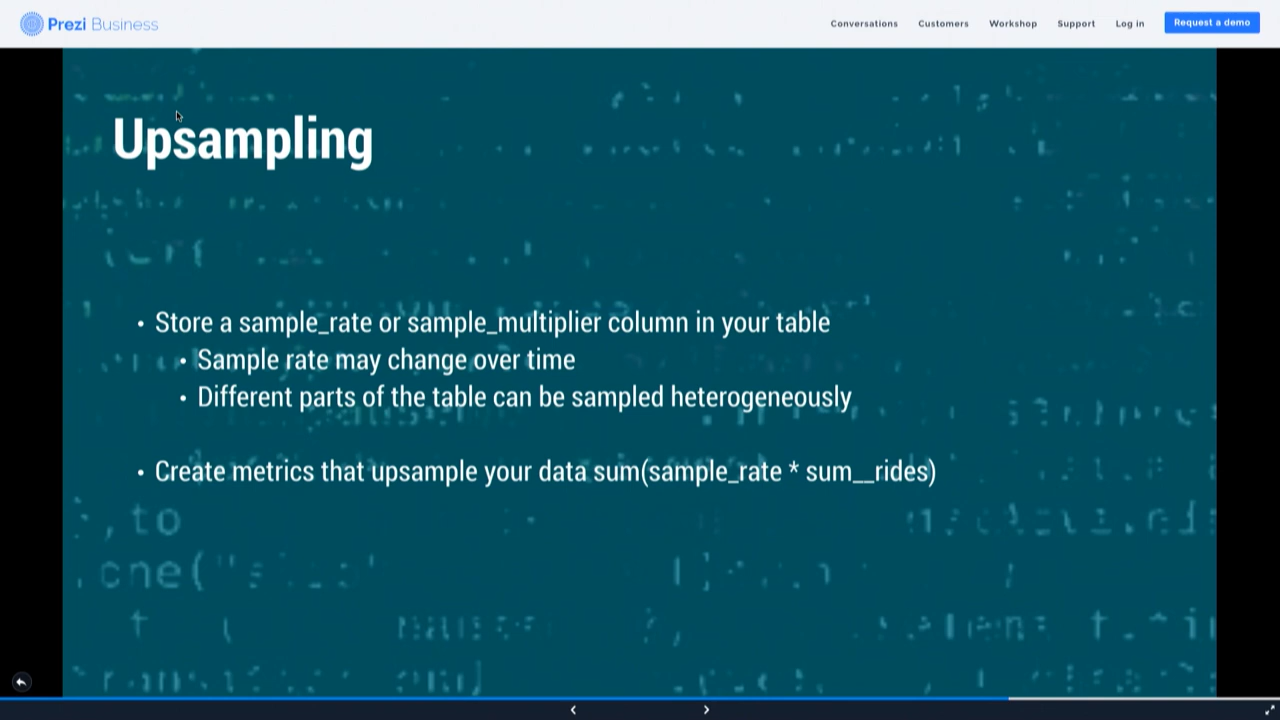 Prezi Business
Conversations Customers Workshop Support Log in Request a demo
Upsampling
• Store a sample_rate or sample_multiplier column in your table
• Sample rate may change over time
• Different parts of the table can be sampled heterogeneously
• Create metrics that upsample your data sum(sample_rate * sum__rides)